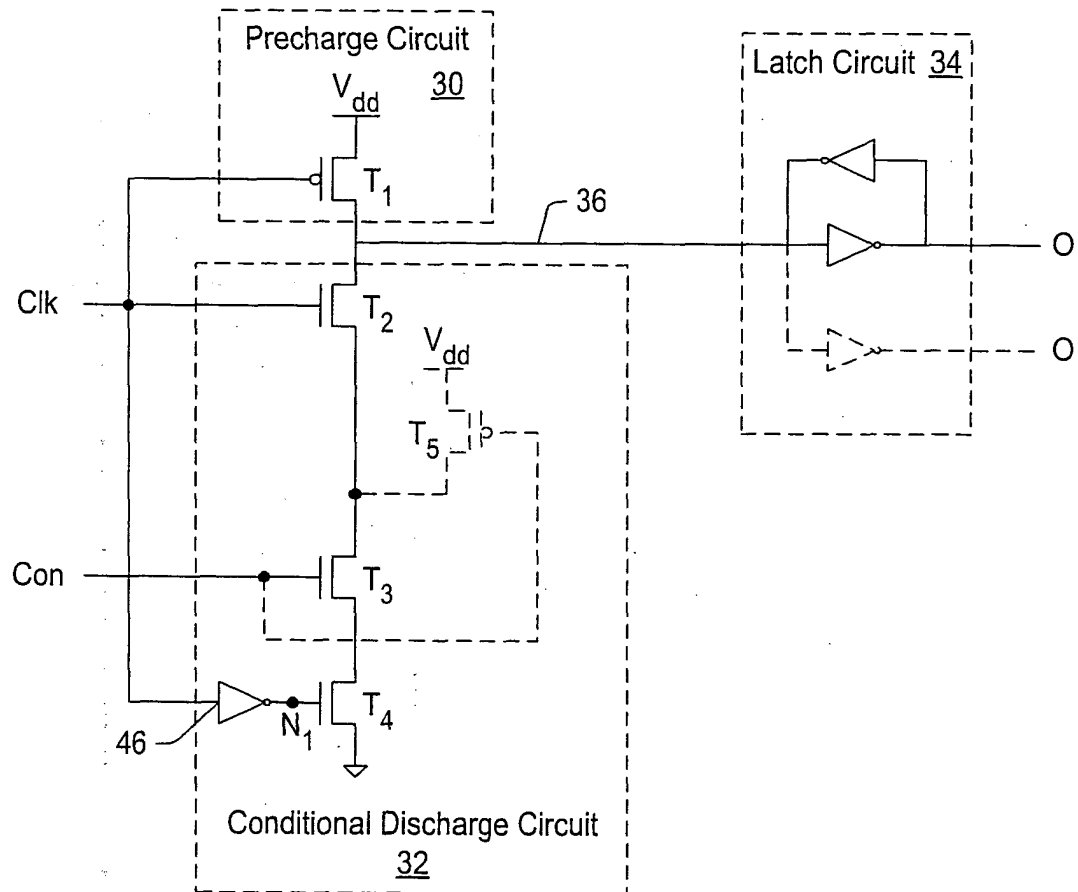 Precharge Circuit
30
Vdd
T1
Latch Circuit 34
36
O
O
Clk
T2
Vdd
T5
Con
T3
T4
N1
46
Conditional Discharge Circuit
32